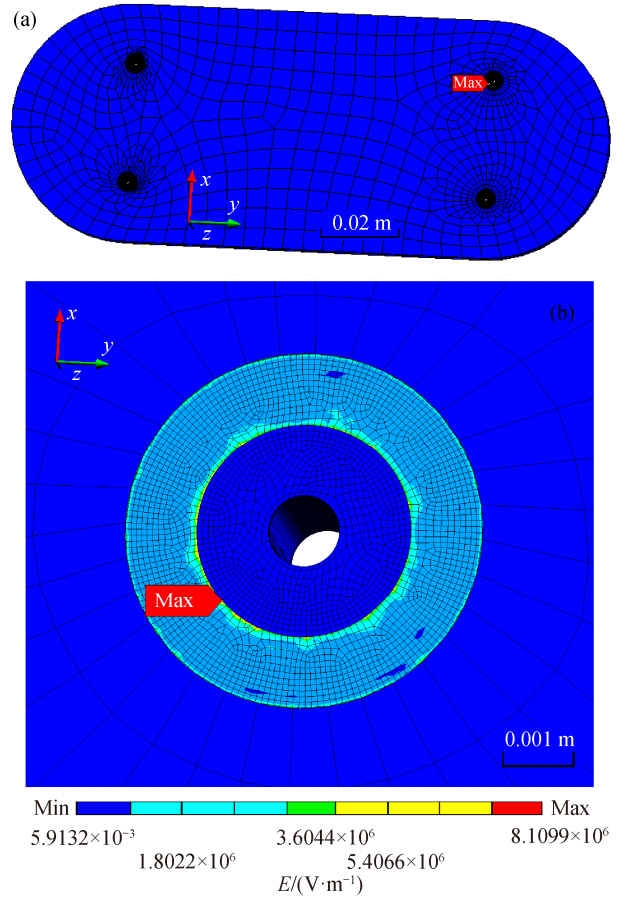 (a)
Max
x
y
z
0.02 m
(b)
x
y
z
Max
0.001 m
Min
Max
5.9132×10⁻³
3.6044×10⁶
8.1099×10⁶
1.8022×10⁶
5.4066×10⁶
E/(V·m⁻¹)